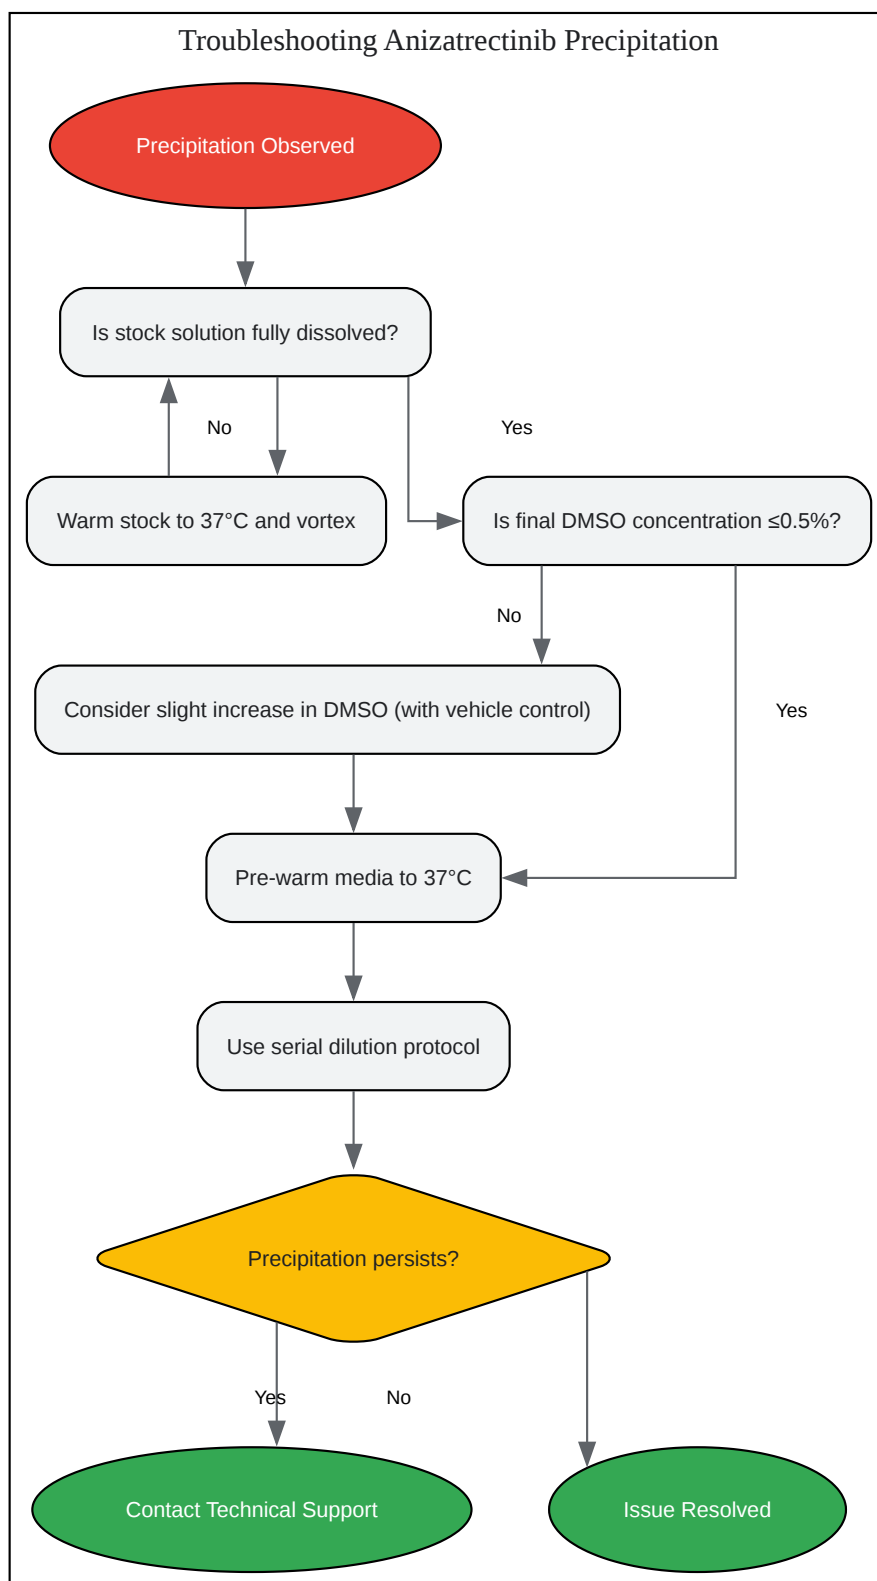 Troubleshooting Anizatrectinib Precipitation
Precipitation Observed
Is stock solution fully dissolved?
No
Yes
Warm stock to 37°C and vortex
Is final DMSO concentration ≤0.5%?
No
Consider slight increase in DMSO (with vehicle control)
Yes
Pre-warm media to 37°C
Use serial dilution protocol
Precipitation persists?
Yes
No
Contact Technical Support
Issue Resolved